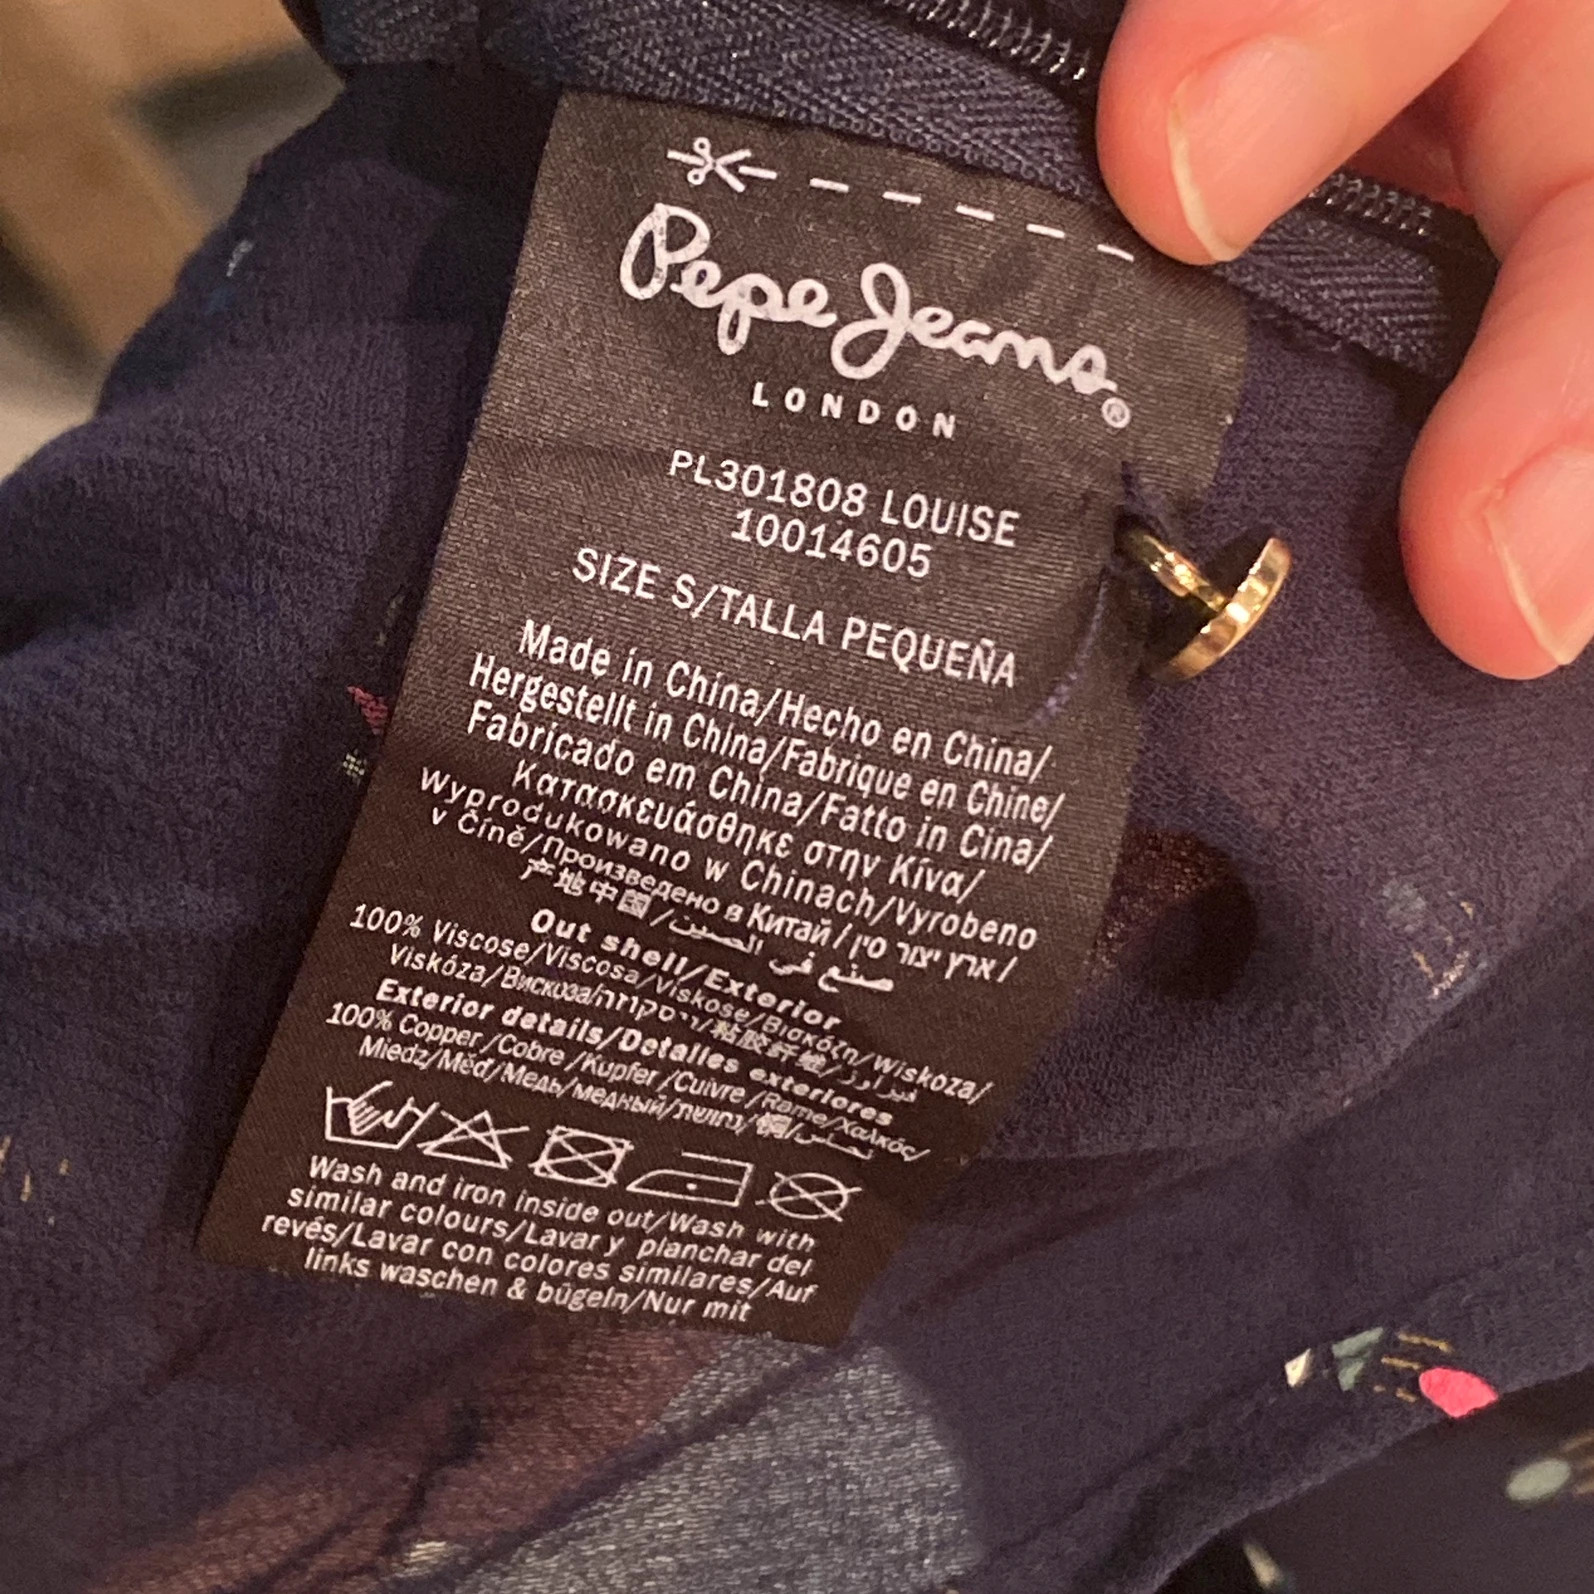 Pepe Jeans®
LONDON
PL301808 LOUISE
10014605
SIZE S/TALLA PEQUEÑA
Made in China/Hecho en China/
Hergestellt in China/Fabrique en Chine/
Fabricado em China/Fatto in Cina/
Κατασκευάσθηκε στην Κίνα/
Wyprodukowano w Chinach/Vyrobeno
v Číně/Произведено в Китай/ארץ יצור סין/
产地中国/صنع في الصين
Out shell/Exterior
100% Viscose/Viscosa/Viskose/Βισκόζη/Wiskoza/
Viskóza/Вискоза/ויסקוזה/粘胶纤维/
Exterior details/Detalles exteriores
100% Copper/Cobre/Kupfer/Cuivre/Rame/Χαλκός/
Miedz/Měď/Медь/медный/נחושת/铜/نحاس
Wash and iron inside out/Wash with
similar colours/Lavar y planchar del
revés/Lavar con colores similares/Auf
links waschen & bügeln/Nur mit